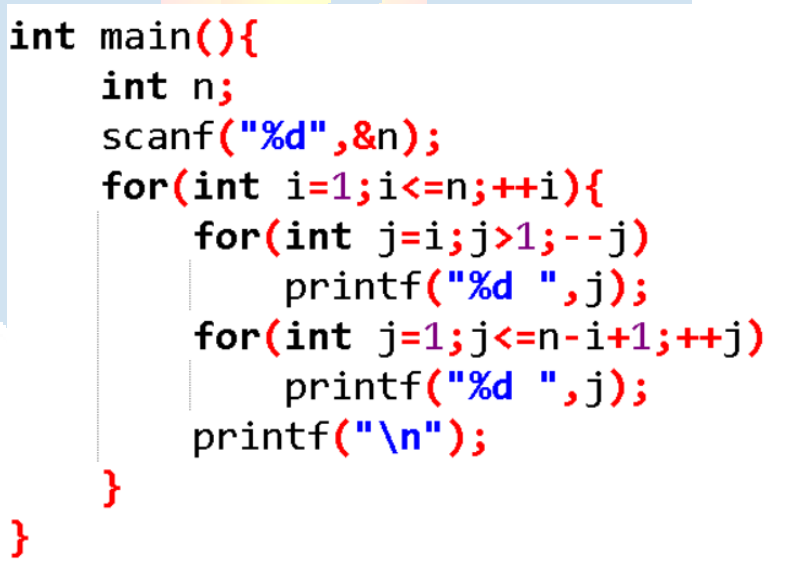 int main(){
    int n;
    scanf("%d",&n);
    for(int i=1;i<=n;++i){
        for(int j=i;j>1;--j)
            printf("%d ",j);
        for(int j=1;j<=n-i+1;++j)
            printf("%d ",j);
        printf("\n");
    }
}